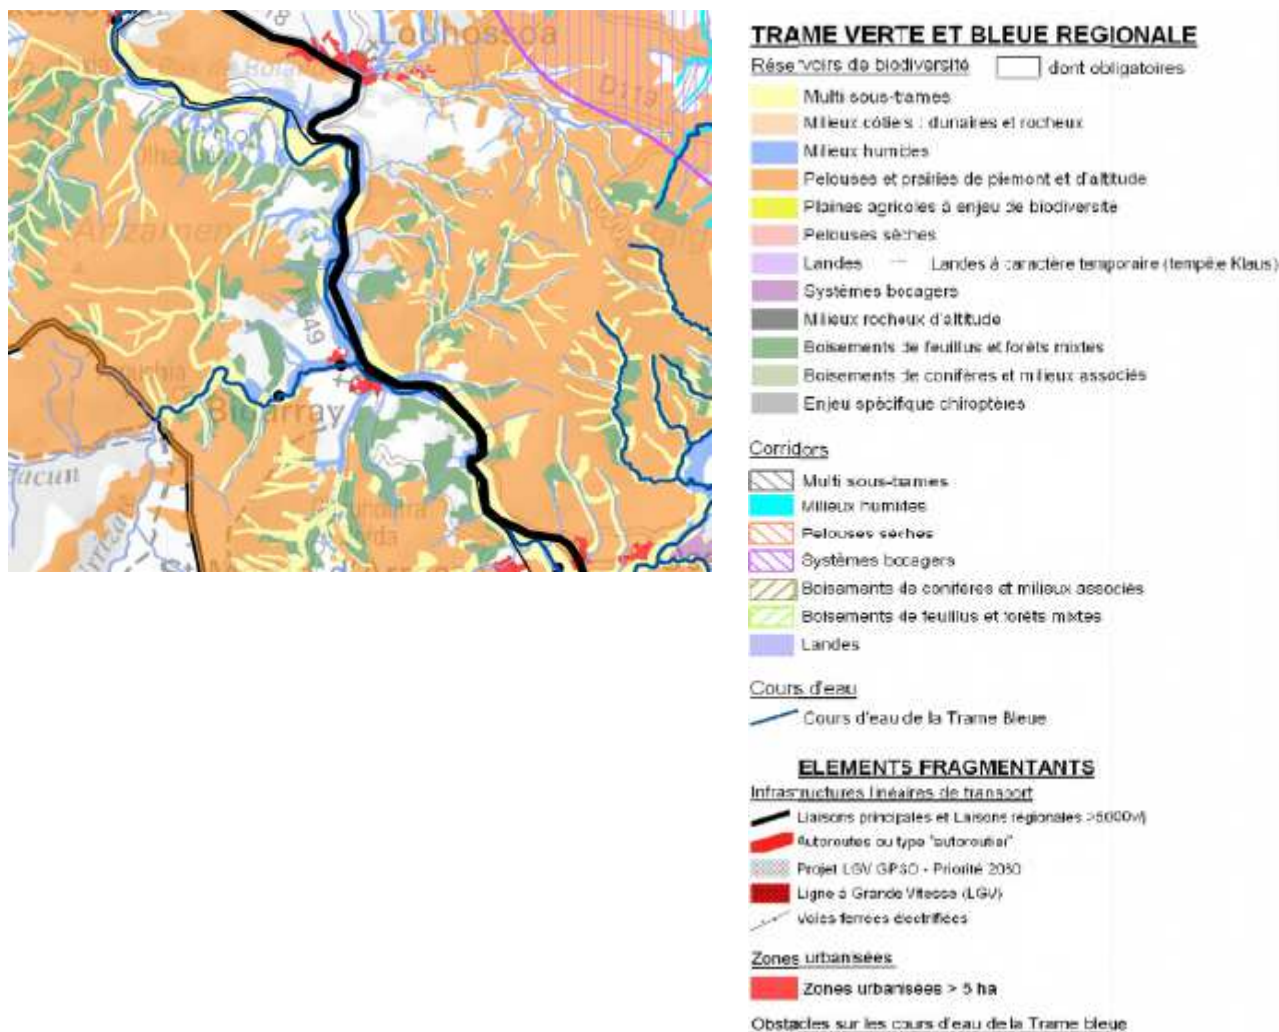 Louhossoa
D119
Bidarray
TRAME VERTE ET BLEUE REGIONALE
Réservoirs de biodiversité dont obligatoires
Multi sous-trames
Milieux côtiers : dunaires et rocheux
Milieux humides
Pelouses et prairies de piemont et d'altitude
Plaines agricoles à enjeu de biodiversité
Pelouses sèches
Landes Landes à caractère temporaire (tempête Klaus)
Systèmes bocagers
Milieux rocheux d'altitude
Boisements de feuillus et forêts mixtes
Boisements de conifères et milieux associés
Enjeu spécifique chiroptères
Corridors
Multi sous-trames
Milieux humides
Pelouses sèches
Systèmes bocagers
Boisements de conifères et milieux associés
Boisements de feuillus et forêts mixtes
Landes
Cours d'eau
Cours d'eau de la Trame Bleue
ELEMENTS FRAGMENTANTS
Infrastructures linéaires de transport
Liaisons principales et Liaisons régionales >5000v/j
Autoroutes ou type "autoroutier"
Projet LGV GPSO - Priorité
Ligne à Grande Vitesse (LGV)
Voies ferrées électrifiées
Zones urbanisées
Zones urbanisées > 5 ha
Obstacles sur les cours d'eau de la Trame bleue